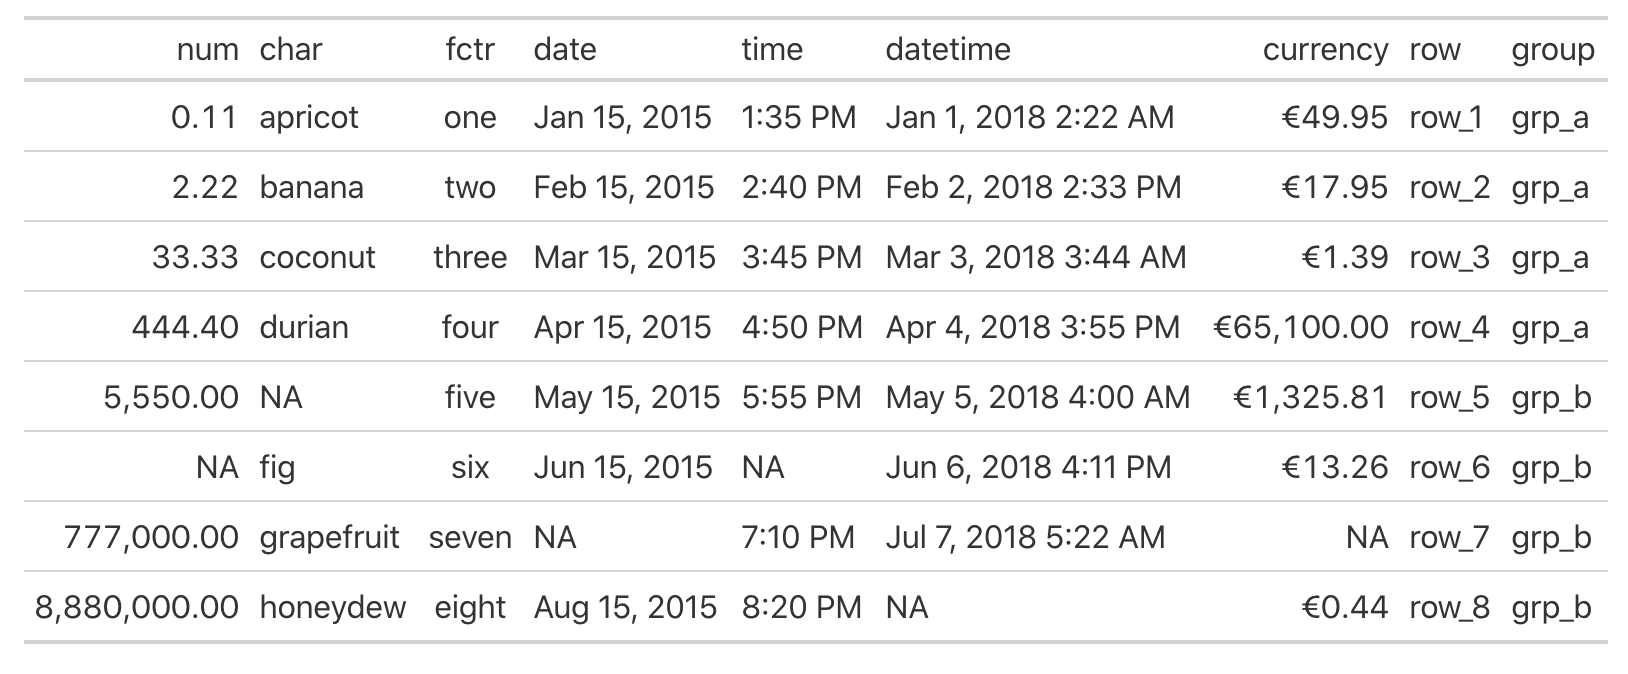 num char fctr date time datetime currency row group
0.11 apricot one Jan 15, 2015 1:35 PM Jan 1, 2018 2:22 AM €49.95 row_1 grp_a
2.22 banana two Feb 15, 2015 2:40 PM Feb 2, 2018 2:33 PM €17.95 row_2 grp_a
33.33 coconut three Mar 15, 2015 3:45 PM Mar 3, 2018 3:44 AM €1.39 row_3 grp_a
444.40 durian four Apr 15, 2015 4:50 PM Apr 4, 2018 3:55 PM €65,100.00 row_4 grp_a
5,550.00 NA five May 15, 2015 5:55 PM May 5, 2018 4:00 AM €1,325.81 row_5 grp_b
NA fig six Jun 15, 2015 NA Jun 6, 2018 4:11 PM €13.26 row_6 grp_b
777,000.00 grapefruit seven NA 7:10 PM Jul 7, 2018 5:22 AM NA row_7 grp_b
8,880,000.00 honeydew eight Aug 15, 2015 8:20 PM NA €0.44 row_8 grp_b